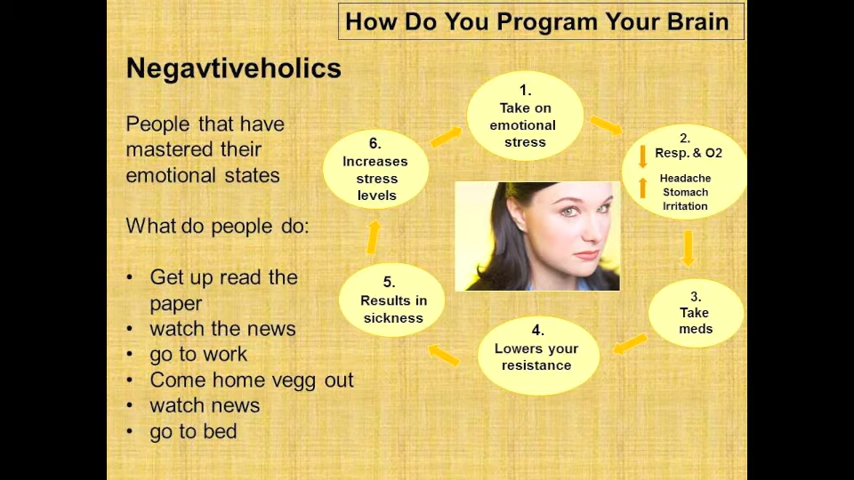 How Do You Program Your Brain
Negavtiveholics
People that have
mastered their
emotional states
What do people do:
• Get up read the
paper
• watch the news
• go to work
• Come home vegg out
• watch news
• go to bed
1.
Take on
emotional
stress
2.
Resp. & O2
Headache
Stomach
Irritation
3.
Take
meds
4.
Lowers your
resistance
5.
Results in
sickness
6.
Increases
stress
levels